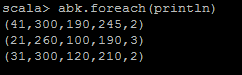 scala> abk.foreach(println)
(41,300,190,245,2)
(21,260,100,190,3)
(31,300,120,210,2)